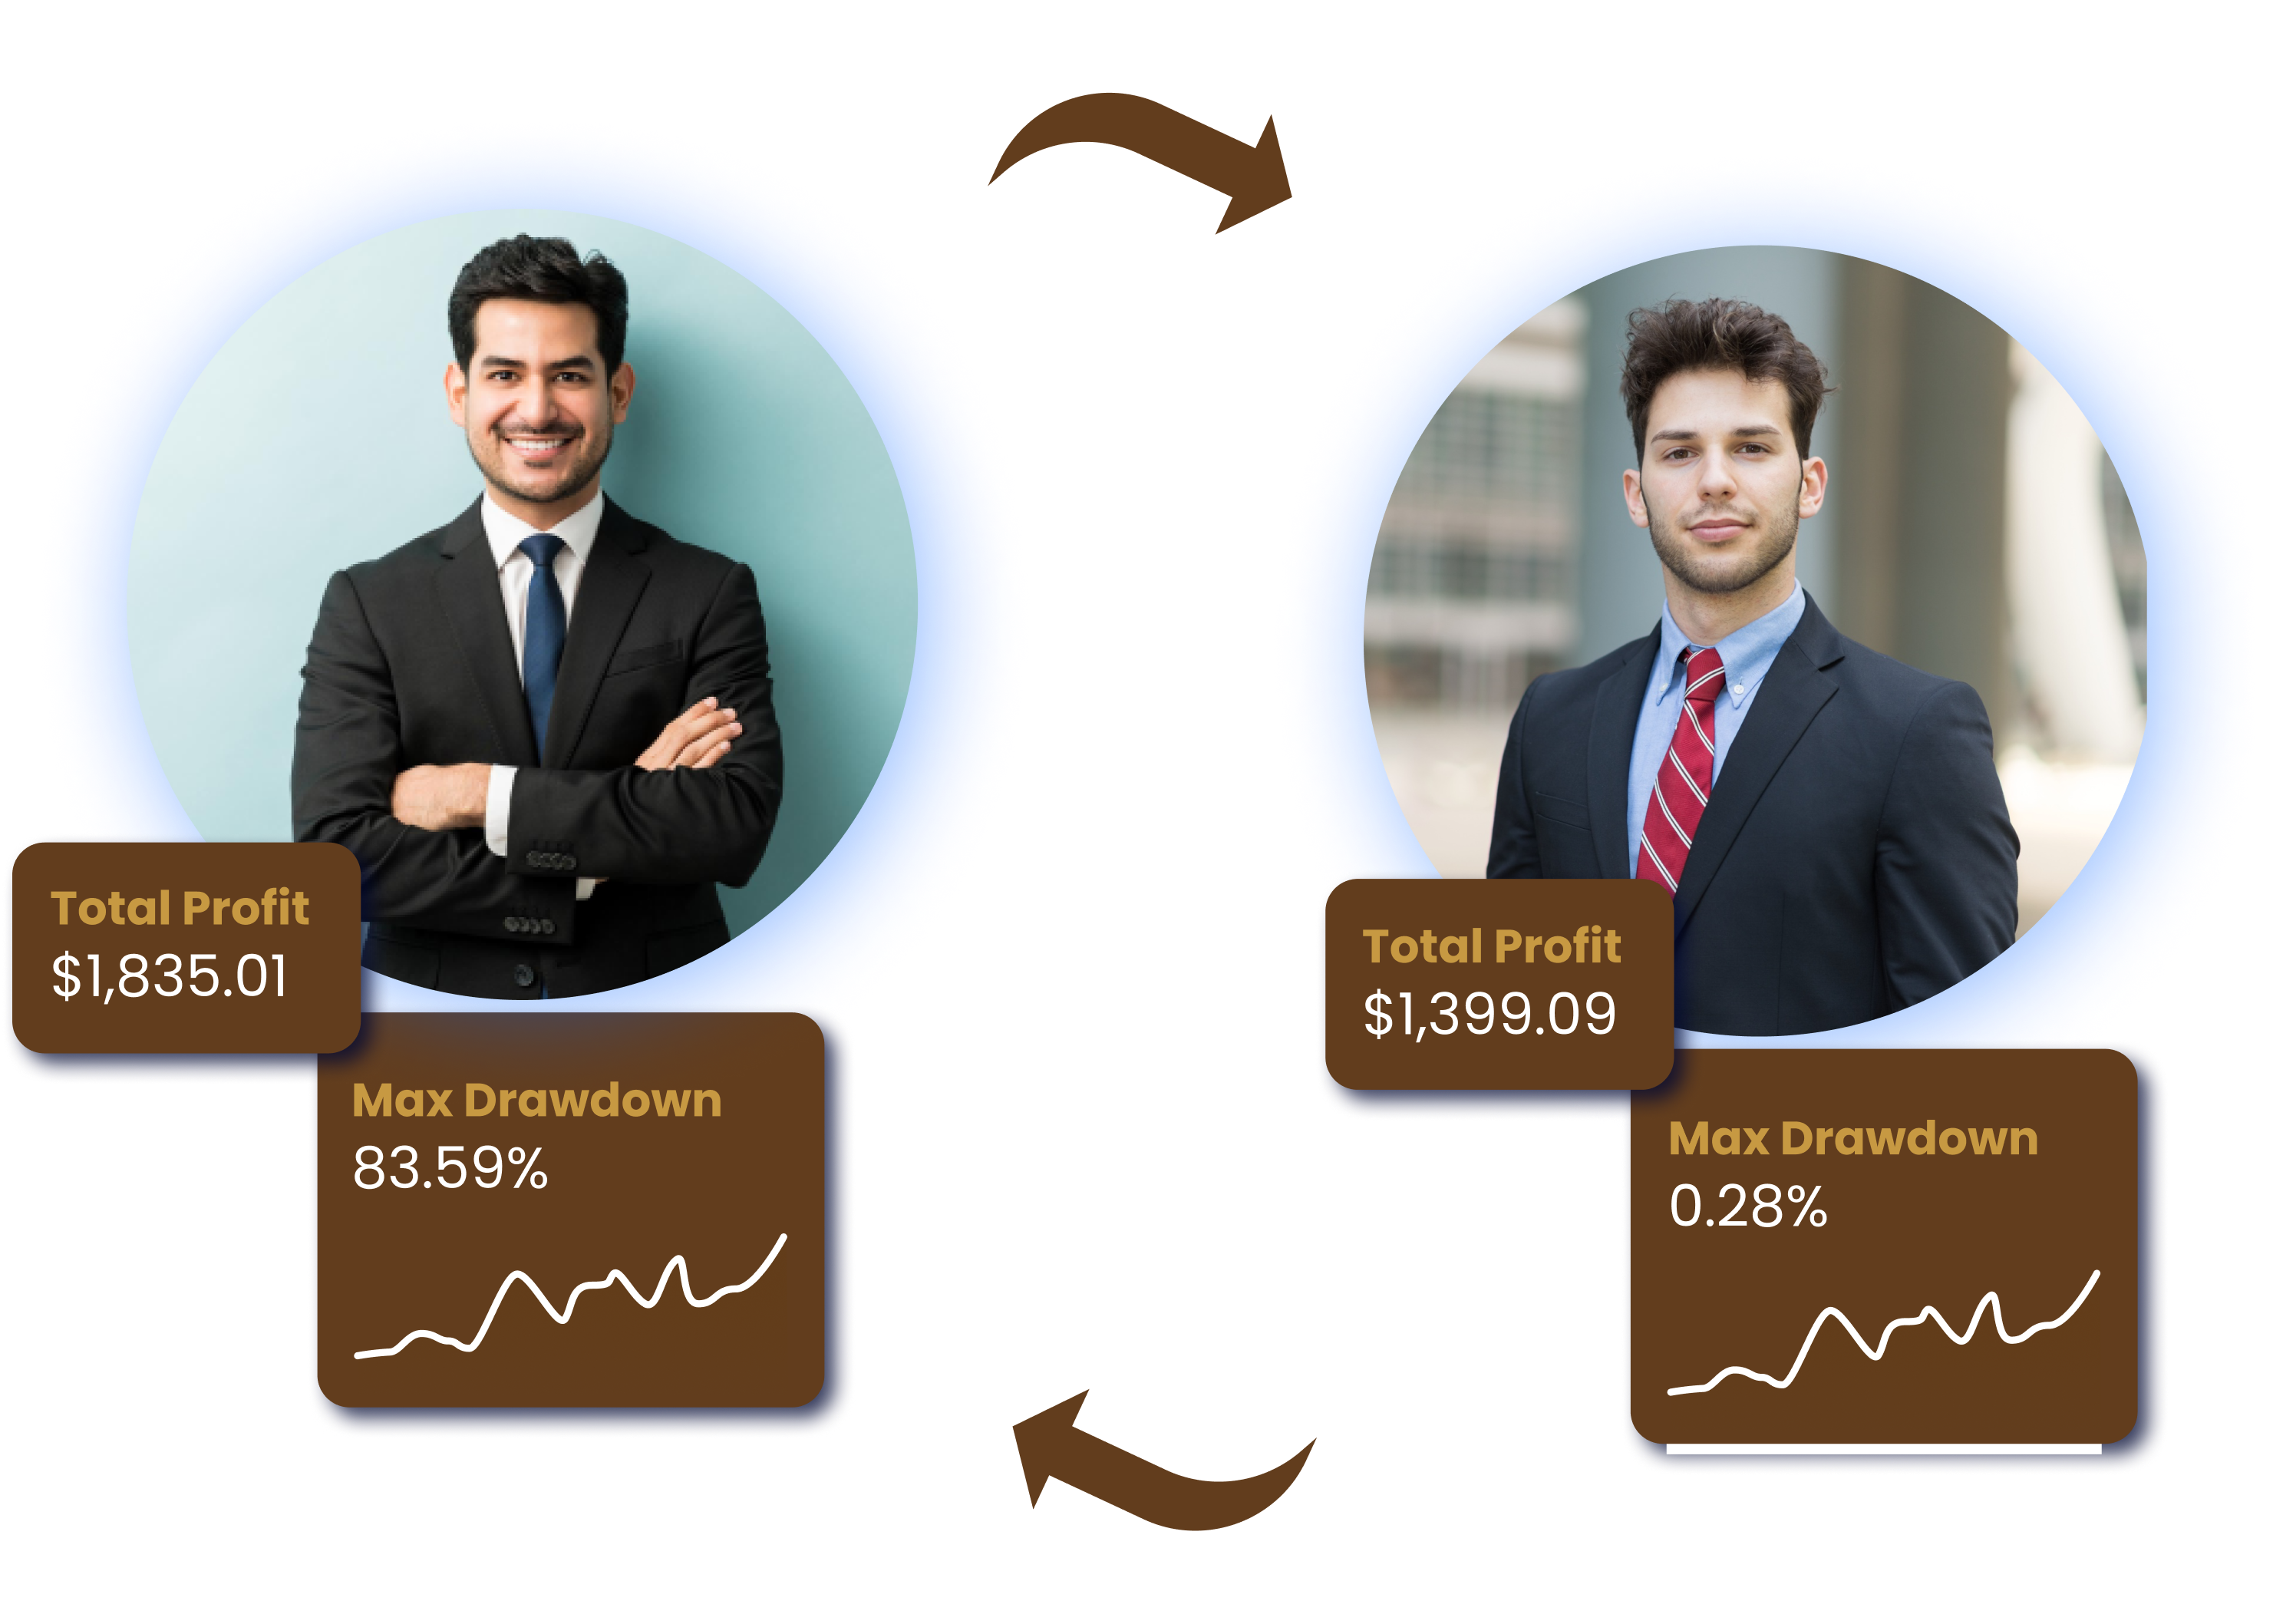 Total Profit
$1,835.01
Max Drawdown
83.59%
Total Profit
$1,399.09
Max Drawdown
0.28%